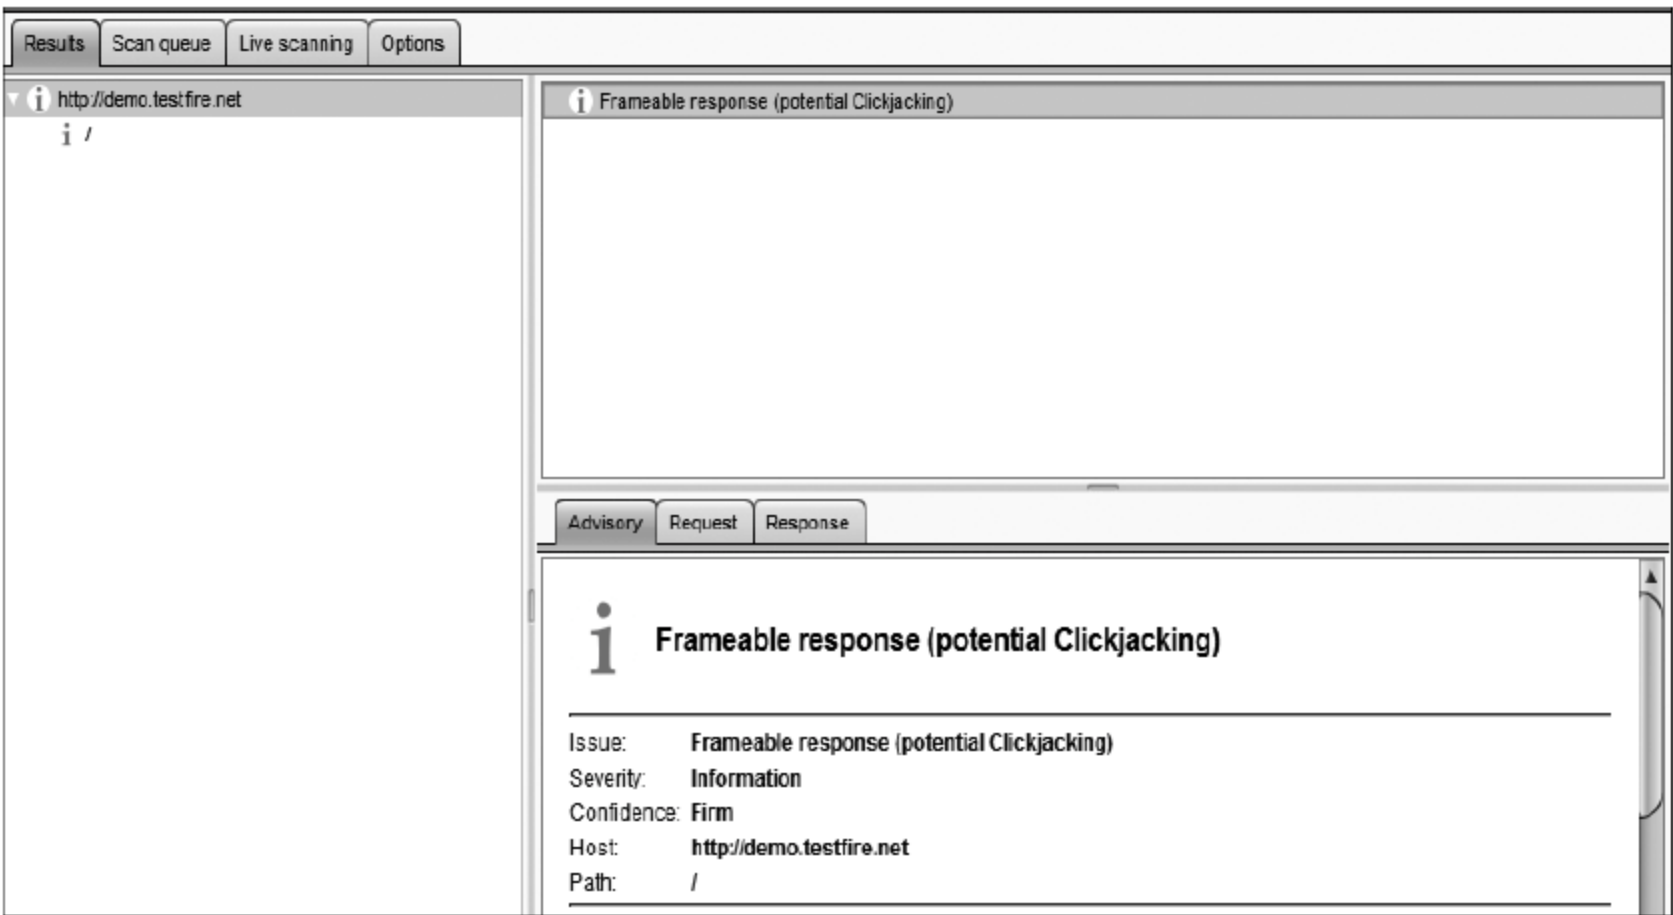 Results Scan queue Live scanning Options
http://demo.testfire.net
/
Frameable response (potential Clickjacking)
Advisory Request Response
Frameable response (potential Clickjacking)
Issue: Frameable response (potential Clickjacking)
Severity: Information
Confidence: Firm
Host: http://demo.testfire.net
Path: /